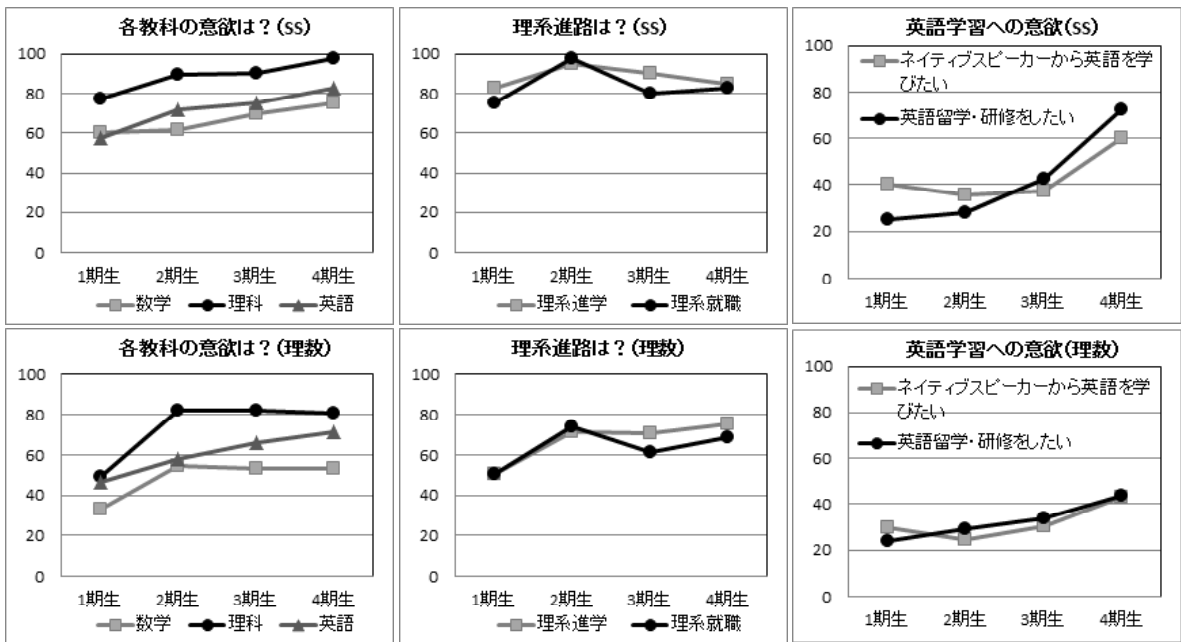 各教科の意欲は？(SS)
100
80
60
40
20
0
1期生 2期生 3期生 4期生
数学 理科 英語
理系進路は？(SS)
100
80
60
40
20
0
1期生 2期生 3期生 4期生
理系進学 理系就職
英語学習への意欲(SS)
100
80
60
40
20
0
ネイティブスピーカーから英語を学
びたい
英語留学・研修をしたい
1期生 2期生 3期生 4期生
各教科の意欲は？(理数)
100
80
60
40
20
0
1期生 2期生 3期生 4期生
数学 理科 英語
理系進路は？(理数)
100
80
60
40
20
0
1期生 2期生 3期生 4期生
理系進学 理系就職
英語学習への意欲(理数)
100
80
60
40
20
0
ネイティブスピーカーから英語を学
びたい
英語留学・研修をしたい
1期生 2期生 3期生 4期生